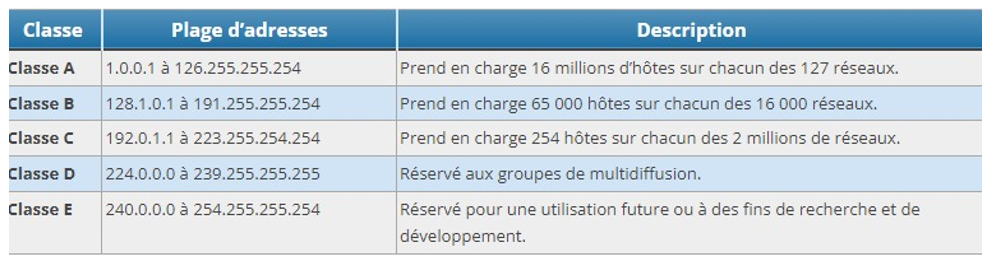 Classe Plage d’adresses Description
Classe A 1.0.0.1 à 126.255.255.254 Prend en charge 16 millions d’hôtes sur chacun des 127 réseaux.
Classe B 128.1.0.1 à 191.255.255.254 Prend en charge 65 000 hôtes sur chacun des 16 000 réseaux.
Classe C 192.0.1.1 à 223.255.254.254 Prend en charge 254 hôtes sur chacun des 2 millions de réseaux.
Classe D 224.0.0.0 à 239.255.255.255 Réservé aux groupes de multidiffusion.
Classe E 240.0.0.0 à 254.255.255.254 Réservé pour une utilisation future ou à des fins de recherche et de
développement.